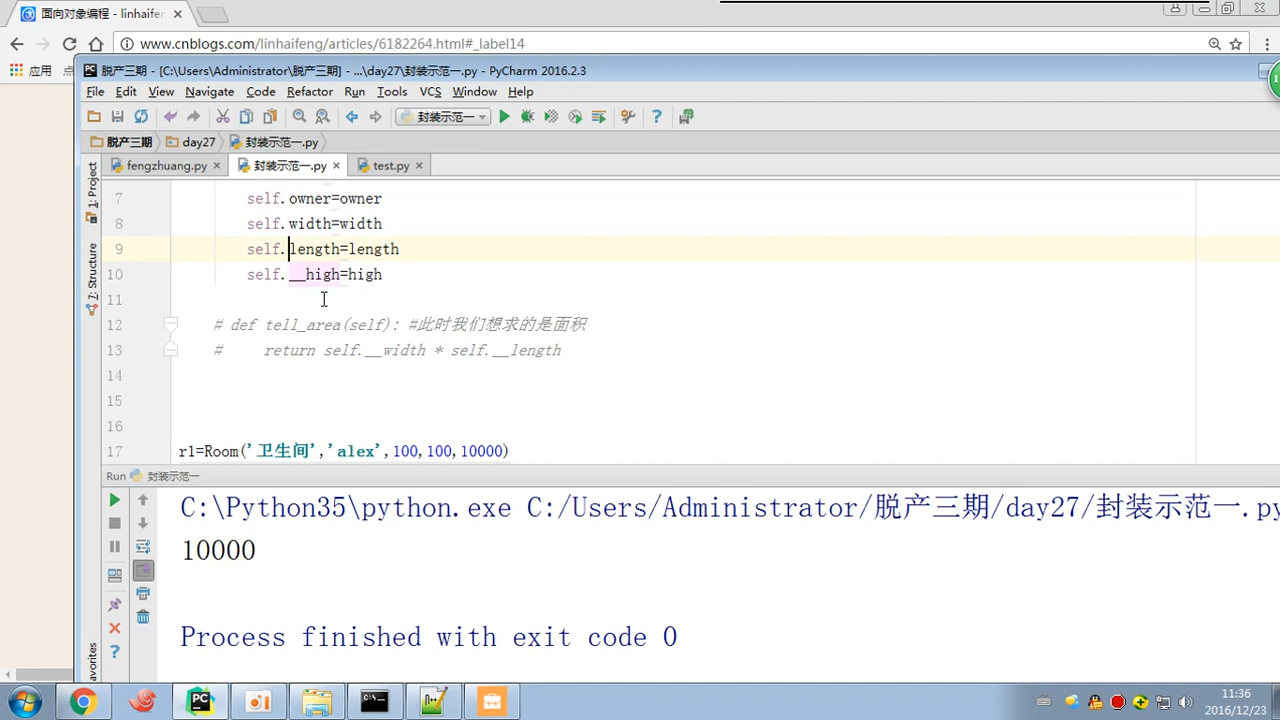 面向对象编程 - linhaifen
www.cnblogs.com/linhaifeng/articles/6182264.html#_label14
应用
脱产三期 - [C:\Users\Administrator\脱产三期] - ...\day27\封装示范一.py - PyCharm 2016.2.3
File Edit View Navigate Code Refactor Run Tools VCS Window Help
封装示范一
脱产三期 day27 封装示范一.py
fengzhuang.py 封装示范一.py test.py
1: Project
7: Structure
7 self.owner=owner
8 self.width=width
9 self.length=length
10 self.__high=high
11
12 # def tell_area(self): #此时我们想求的是面积
13 # return self.__width * self.__length
14
15
16
17 r1=Room('卫生间','alex',100,100,10000)
Run 封装示范一
C:\Python35\python.exe C:/Users/Administrator/脱产三期/day27/封装示范一.py
10000
Process finished with exit code 0
avorites
11:36
2016/12/23